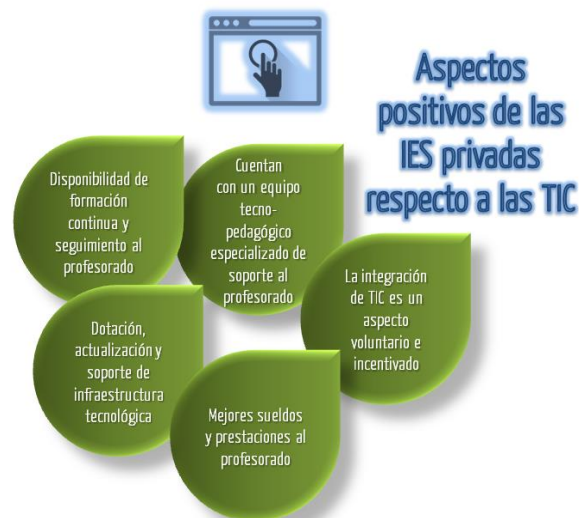 Aspectos
positivos de las
IES privadas
respecto a las TIC
Disponibilidad de
formación
continua y
seguimiento al
profesorado
Cuentan
con un equipo
tecno-
pedagógico
especializado de
soporte al
profesorado
La integración
de TIC es un
aspecto
voluntario e
incentivado
Dotación,
actualización y
soporte de
infraestructura
tecnológica
Mejores sueldos
y prestaciones al
profesorado